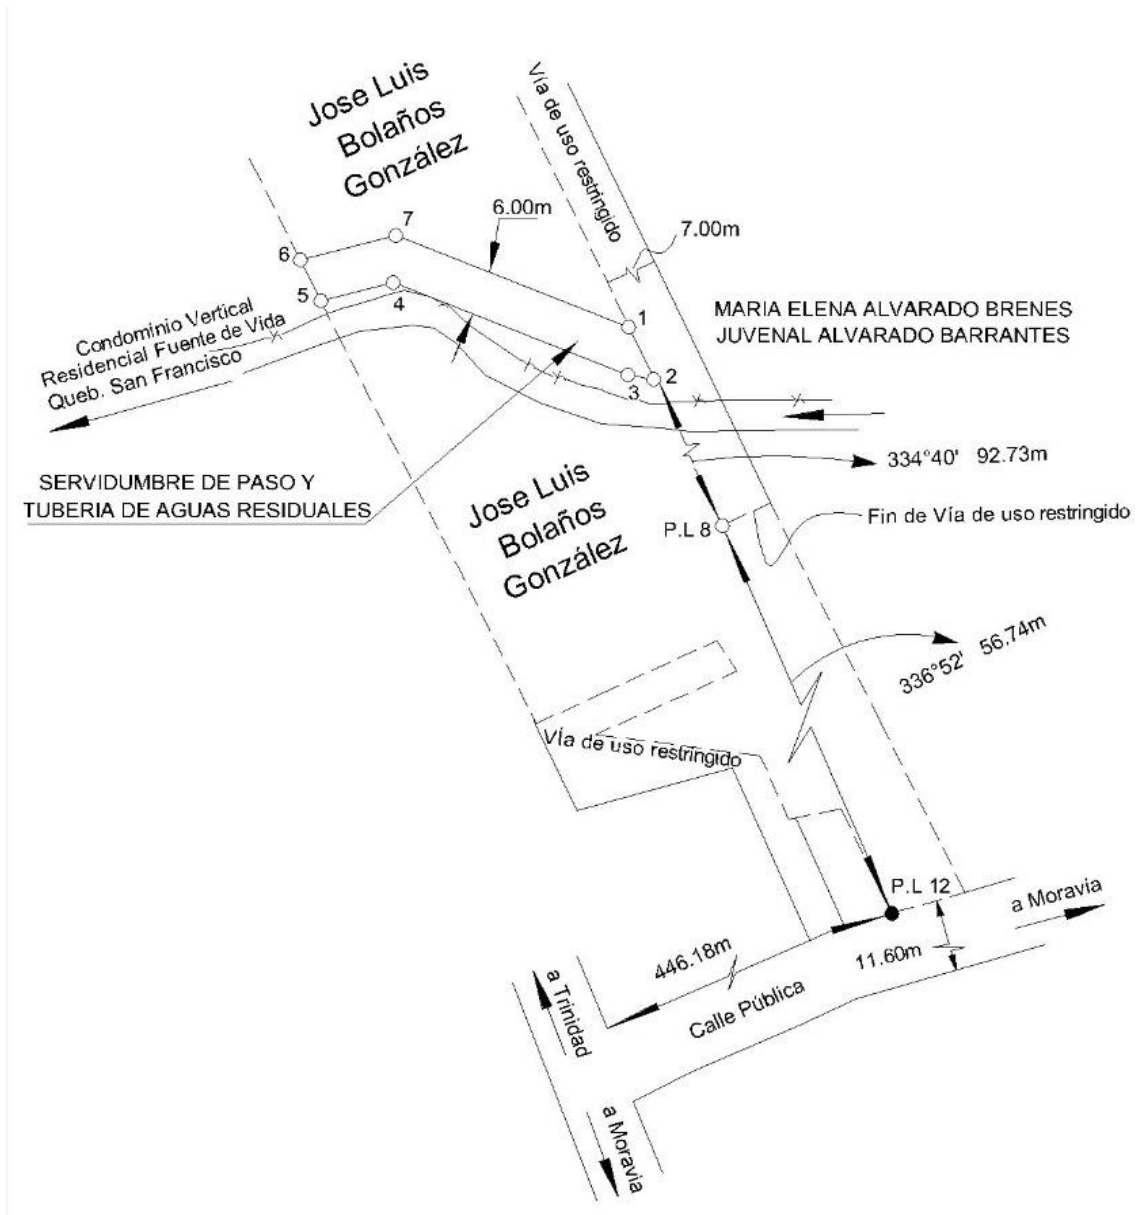 Jose Luis
Bolaños
González
Vía de uso restringido
6.00m
7.00m
7
6
5
4
1
2
3
MARIA ELENA ALVARADO BRENES
JUVENAL ALVARADO BARRANTES
Condominio Vertical
Residencial Fuente de Vida
Queb. San Francisco
334°40' 92.73m
SERVIDUMBRE DE PASO Y
TUBERIA DE AGUAS RESIDUALES
Jose Luis
Bolaños
González
P.L 8
Fin de Vía de uso restringido
336°52' 56.74m
Vía de uso restringido
P.L 12
a Moravia
446.18m
11.60m
Calle Pública
a Trinidad
a Moravia